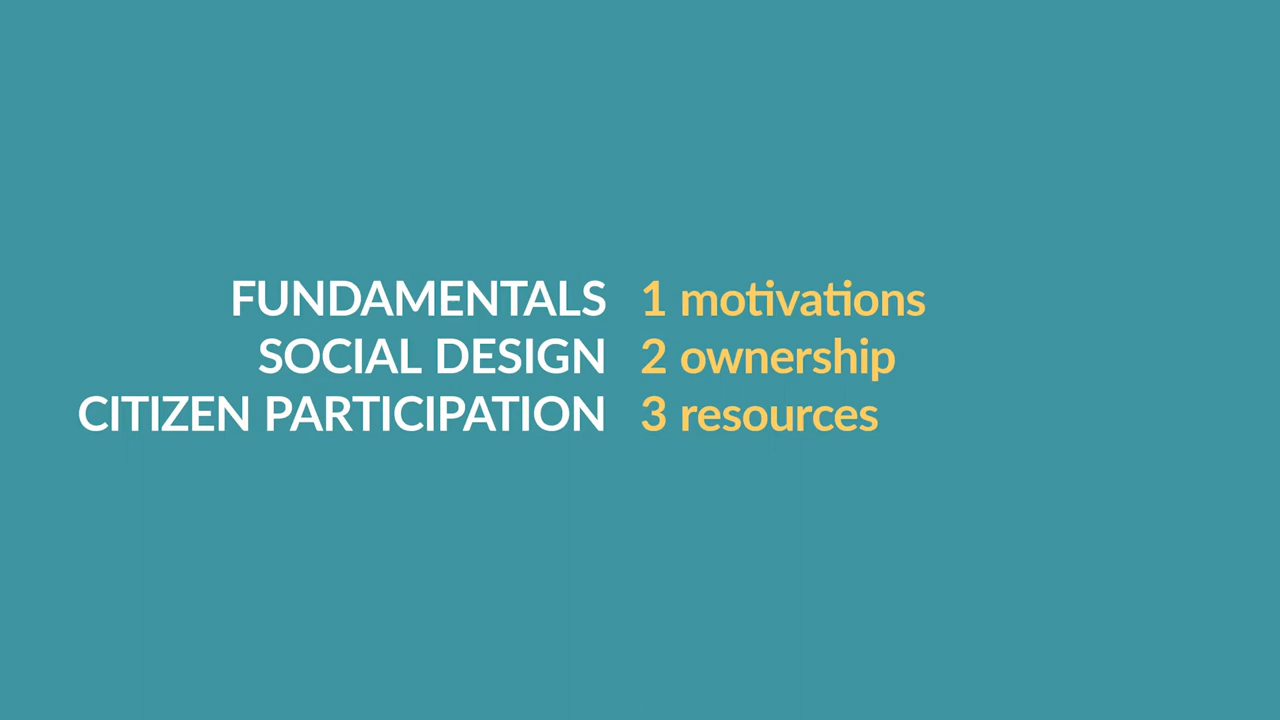 FUNDAMENTALS 1 motivations
SOCIAL DESIGN 2 ownership
CITIZEN PARTICIPATION 3 resources